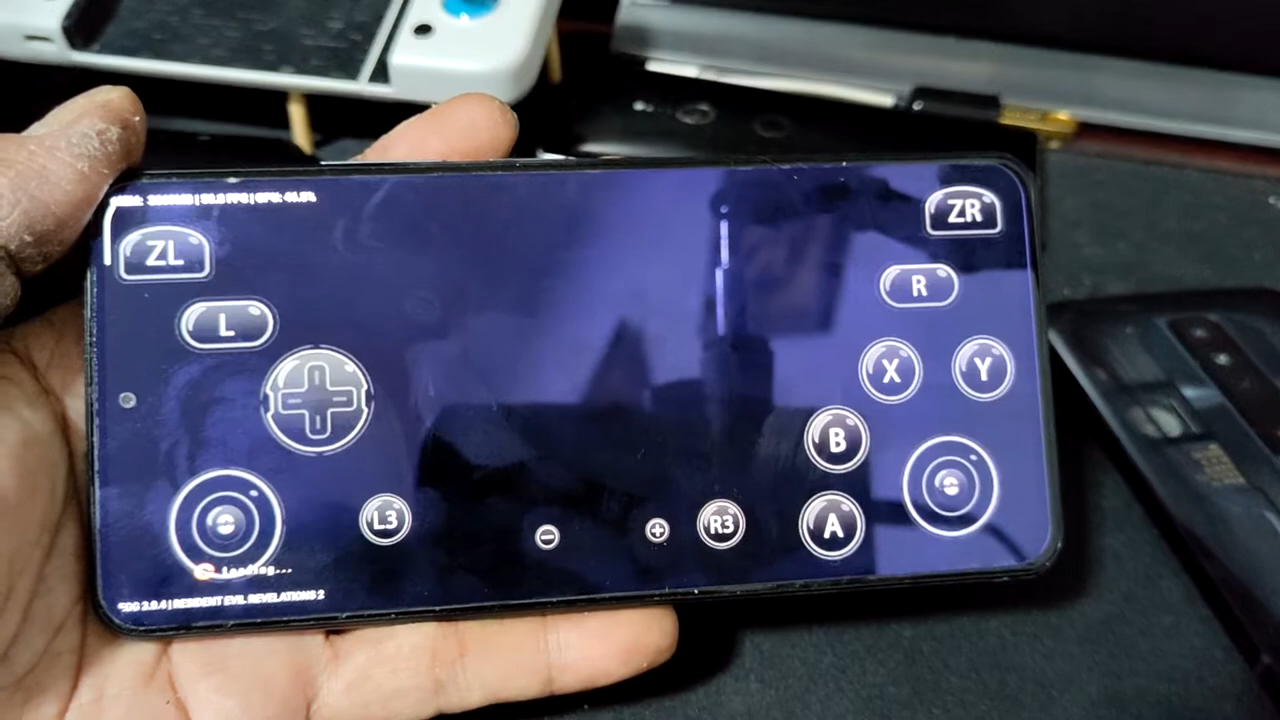 ZL
ZR
L
R
X
Y
B
A
L3
R3
Loading...
RESIDENT EVIL REVELATIONS 2